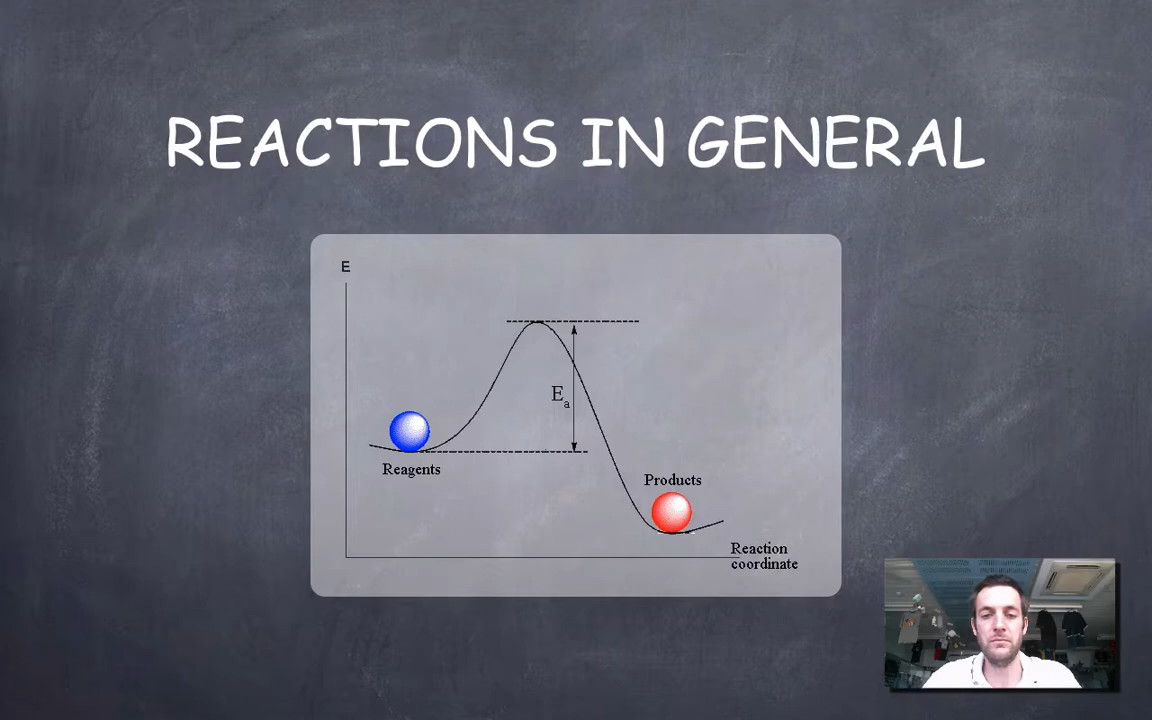 REACTIONS IN GENERAL
E
Ea
Reagents
Products
Reaction
coordinate